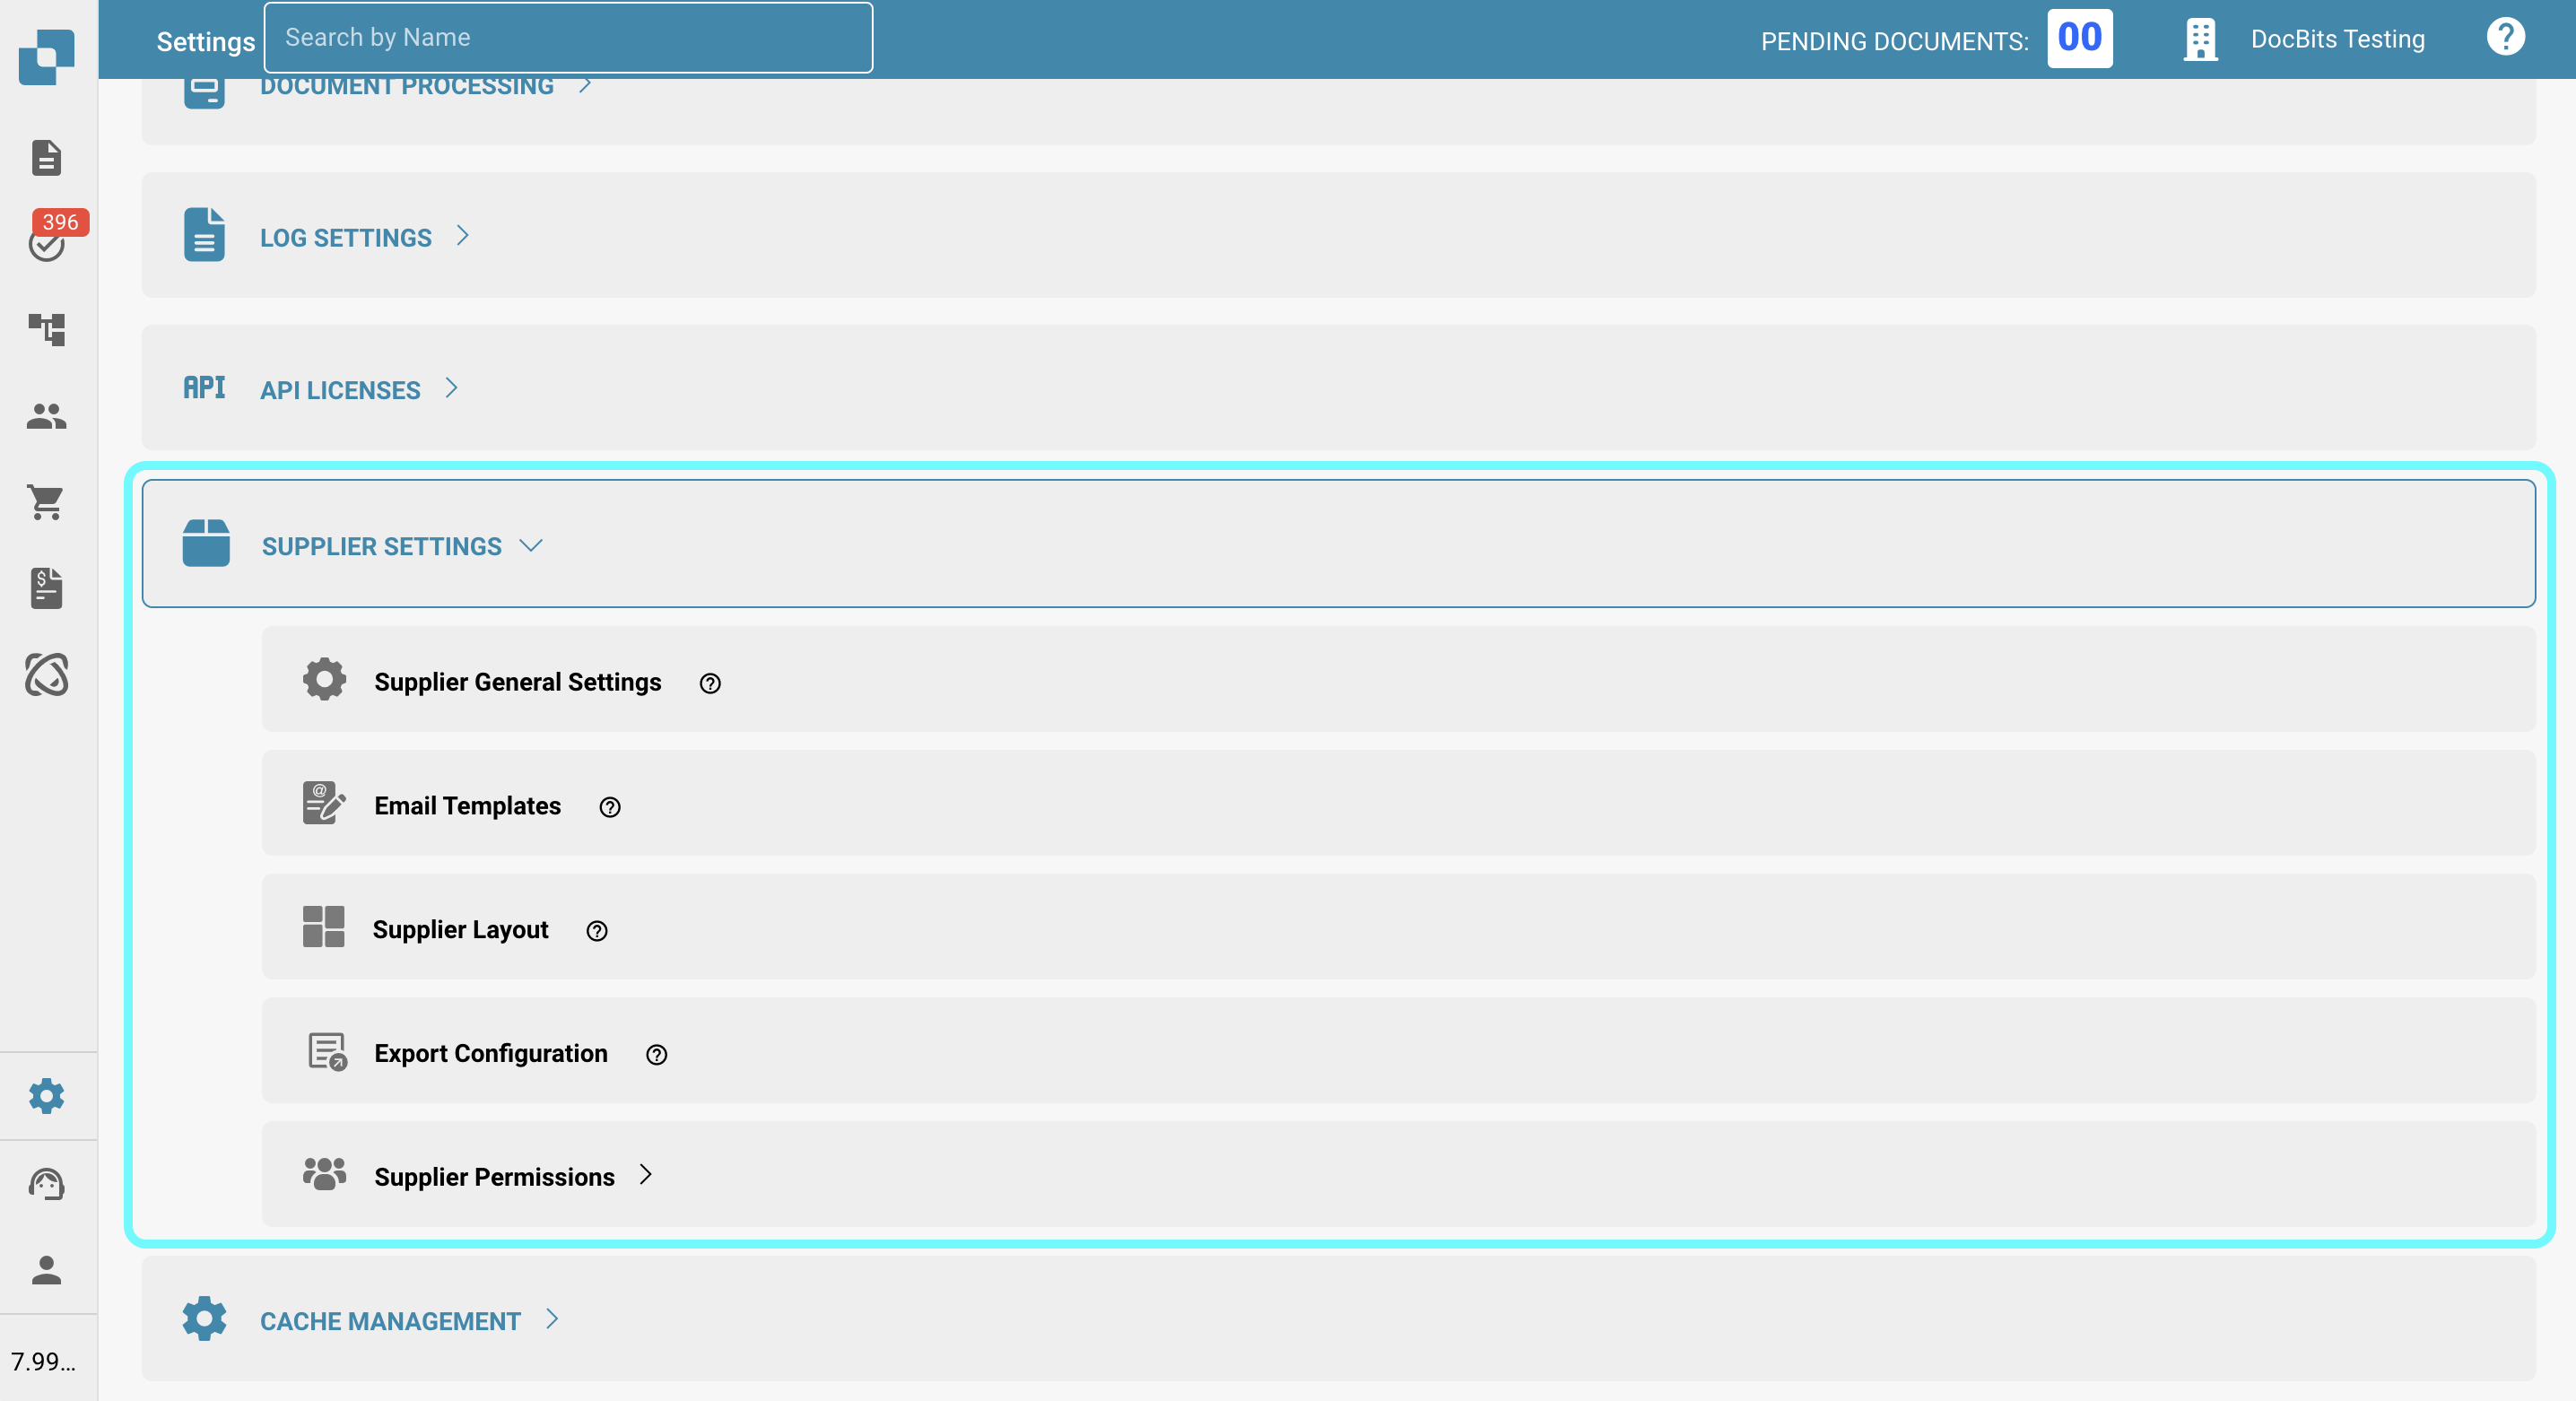 Settings
Search by Name
PENDING DOCUMENTS:
00
DocBits Testing
?
DOCUMENT PROCESSING
396
LOG SETTINGS
API
API LICENSES
SUPPLIER SETTINGS
Supplier General Settings
Email Templates
Supplier Layout
Export Configuration
Supplier Permissions
CACHE MANAGEMENT
7.99...